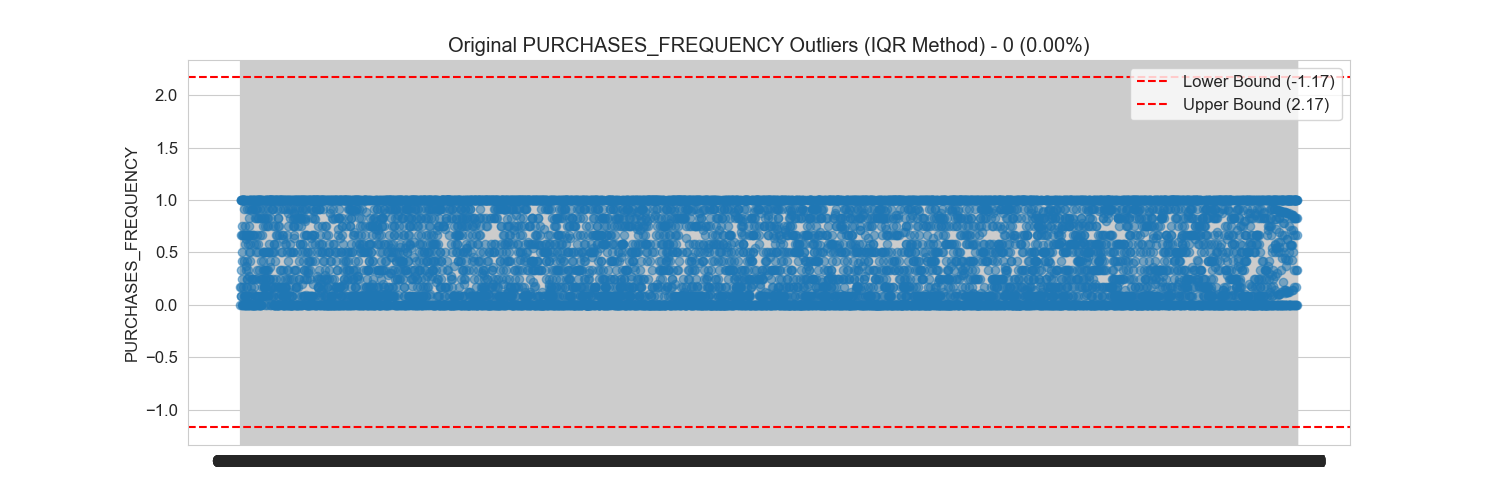 Original PURCHASES_FREQUENCY Outliers (IQR Method) - 0 (0.00%)
Lower Bound (-1.17)
Upper Bound (2.17)
PURCHASES_FREQUENCY
2.0
1.5
1.0
0.5
0.0
−0.5
−1.0